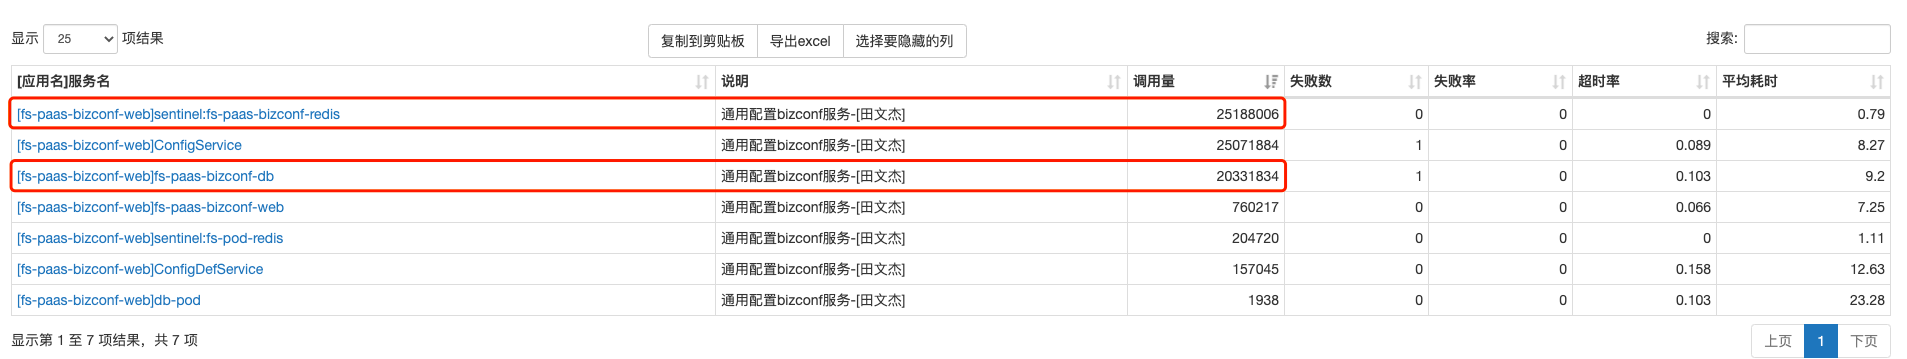 显示 25 项结果 复制到剪贴板 导出excel 选择要隐藏的列 搜索:
[应用名]服务名 说明 调用量 失败数 失败率 超时率 平均耗时
[fs-paas-bizconf-web]sentinel:fs-paas-bizconf-redis 通用配置bizconf服务-[田文杰] 25188006 0 0 0 0.79
[fs-paas-bizconf-web]ConfigService 通用配置bizconf服务-[田文杰] 25071884 1 0 0.089 8.27
[fs-paas-bizconf-web]fs-paas-bizconf-db 通用配置bizconf服务-[田文杰] 20331834 1 0 0.103 9.2
[fs-paas-bizconf-web]fs-paas-bizconf-web 通用配置bizconf服务-[田文杰] 760217 0 0 0.066 7.25
[fs-paas-bizconf-web]sentinel:fs-pod-redis 通用配置bizconf服务-[田文杰] 204720 0 0 0 1.11
[fs-paas-bizconf-web]ConfigDefService 通用配置bizconf服务-[田文杰] 157045 0 0 0.158 12.63
[fs-paas-bizconf-web]db-pod 通用配置bizconf服务-[田文杰] 1938 0 0 0.103 23.28
显示第 1 至 7 项结果，共 7 项 上页 1 下页